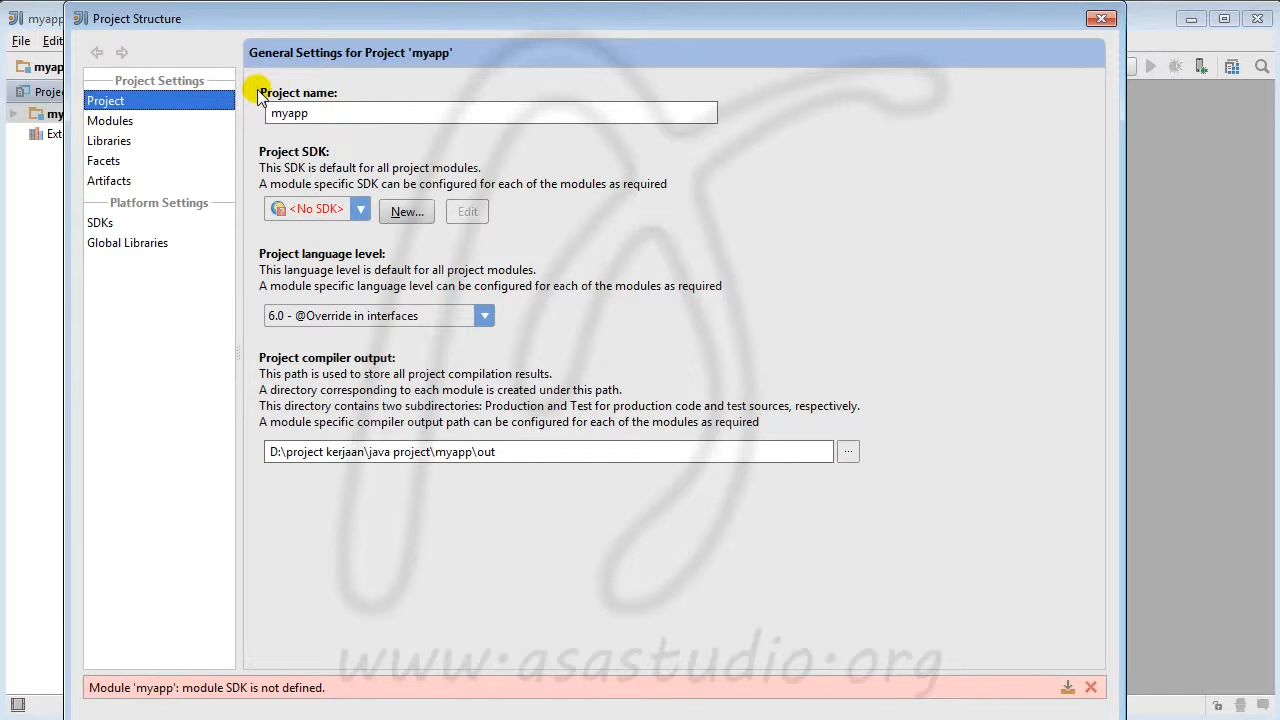 myapp
Project Structure
File
Edit
myap
Project Settings
General Settings for Project 'myapp'
Proje
Project
Project name:
my
Modules
myapp
Ext
Libraries
Project SDK:
Facets
This SDK is default for all project modules.
Artifacts
A module specific SDK can be configured for each of the modules as required
Platform Settings
<No SDK>
New...
Edit
SDKs
Global Libraries
Project language level:
This language level is default for all project modules.
A module specific language level can be configured for each of the modules as required
6.0 - @Override in interfaces
Project compiler output:
This path is used to store all project compilation results.
A directory corresponding to each module is created under this path.
This directory contains two subdirectories: Production and Test for production code and test sources, respectively.
A module specific compiler output path can be configured for each of the modules as required
D:\project kerjaan\java project\myapp\out
...
www.asastudio.org
Module 'myapp': module SDK is not defined.